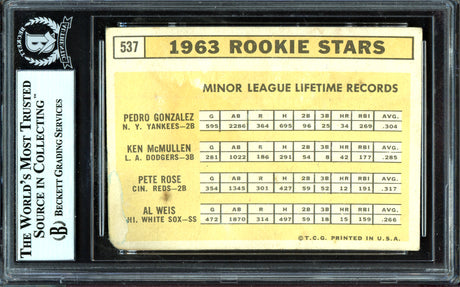 BECKETT
AUTHENTIC
537 1963 ROOKIE STARS
MINOR LEAGUE LIFETIME RECORDS
PEDRO GONZALEZ G AB R H 2B 3B HR RBI AVG.
N. Y. YANKEES-2B 595 2286 364 695 96 25 34 269 .304
KEN McMULLEN G AB R H 2B 3B HR RBI AVG.
L. A. DODGERS-3B 281 1022 186 291 54 8 42 177 .285
PETE ROSE G AB R H 2B 3B HR RBI AVG.
CIN. REDS-2B 354 1345 301 427 59 52 12 191 .317
AL WEIS G AB R H 2B 3B HR RBI AVG.
HI. WHITE SOX-SS 472 1870 314 497 59 18 15 159 .266
©T.C.G. PRINTED IN U.S.A.
THE WORLD'S MOST TRUSTED
SOURCE IN COLLECTING™
BECKETT GRADING SERVICES